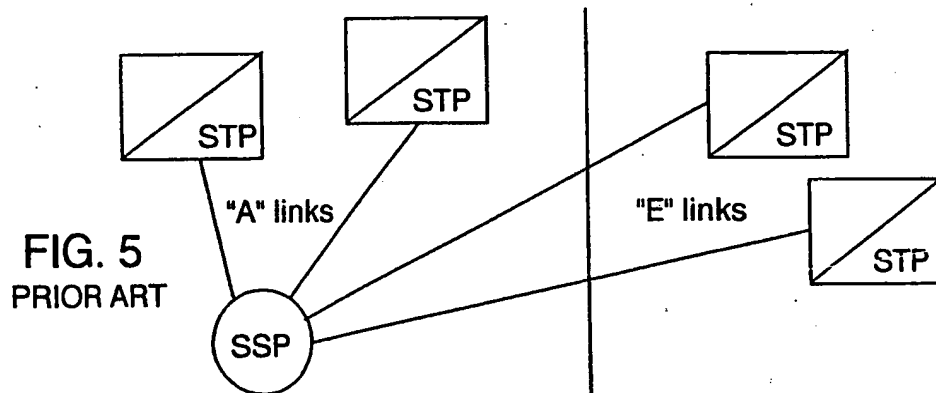 STP
STP
STP
"A" links
"E" links
STP
FIG. 5
PRIOR ART
SSP